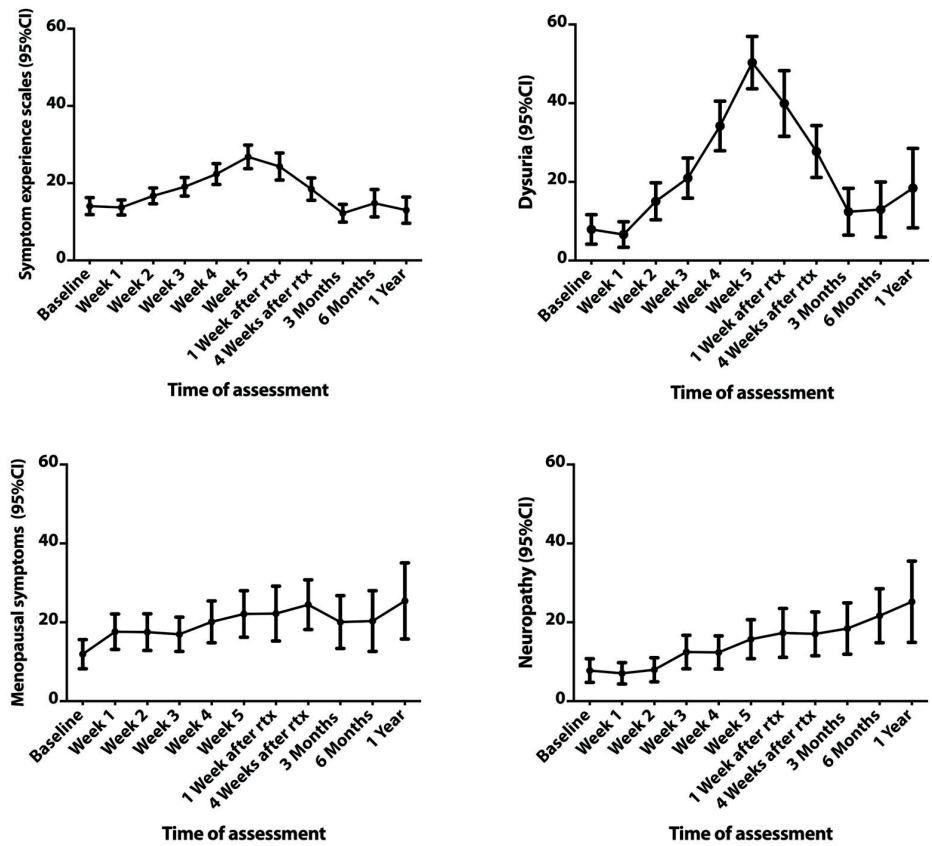 Symptom experience scales (95%CI)
60
40
20
0
Baseline
Week 1
Week 2
Week 3
Week 4
Week 5
1 Week after rtx
4 Weeks after rtx
3 Months
6 Months
1 Year
Time of assessment
Dysuria (95%CI)
60
40
20
0
Baseline
Week 1
Week 2
Week 3
Week 4
Week 5
1 Week after rtx
4 Weeks after rtx
3 Months
6 Months
1 Year
Time of assessment
Menopausal symptoms (95%CI)
60
40
20
0
Baseline
Week 1
Week 2
Week 3
Week 4
Week 5
1 Week after rtx
4 Weeks after rtx
3 Months
6 Months
1 Year
Time of assessment
Neuropathy (95%CI)
60
40
20
0
Baseline
Week 1
Week 2
Week 3
Week 4
Week 5
1 Week after rtx
4 Weeks after rtx
3 Months
6 Months
1 Year
Time of assessment